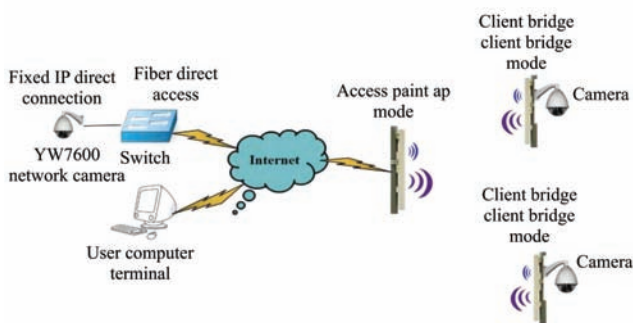 Fixed IP direct
connection
YW7600
network camera
Fiber direct
access
Switch
Internet
User computer
terminal
Access paint ap
mode
Client bridge
client bridge
mode
Camera
Client bridge
client bridge
mode
Camera